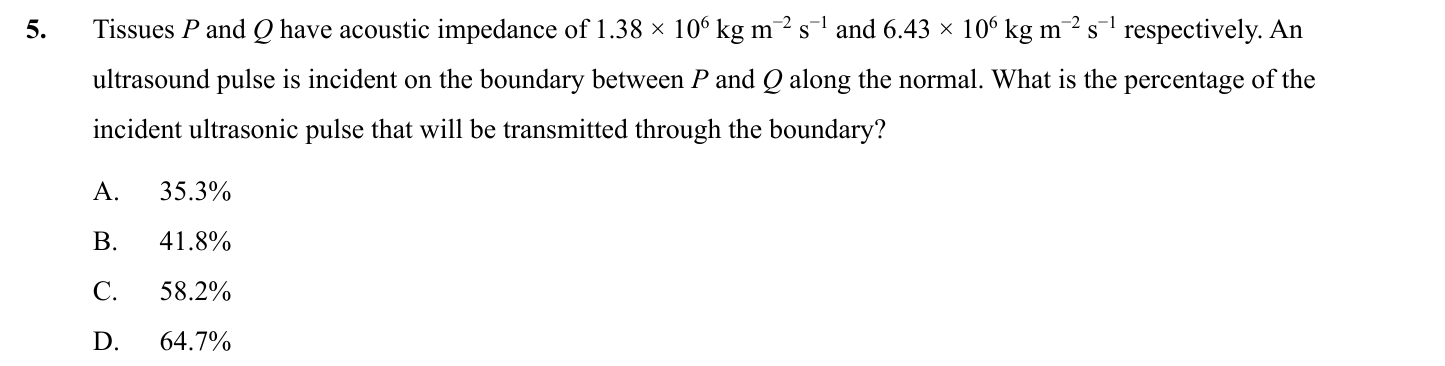 5. Tissues P and Q have acoustic impedance of 1.38 × 10⁶ kg m⁻² s⁻¹ and 6.43 × 10⁶ kg m⁻² s⁻¹ respectively. An
ultrasound pulse is incident on the boundary between P and Q along the normal. What is the percentage of the
incident ultrasonic pulse that will be transmitted through the boundary?
A. 35.3%
B. 41.8%
C. 58.2%
D. 64.7%